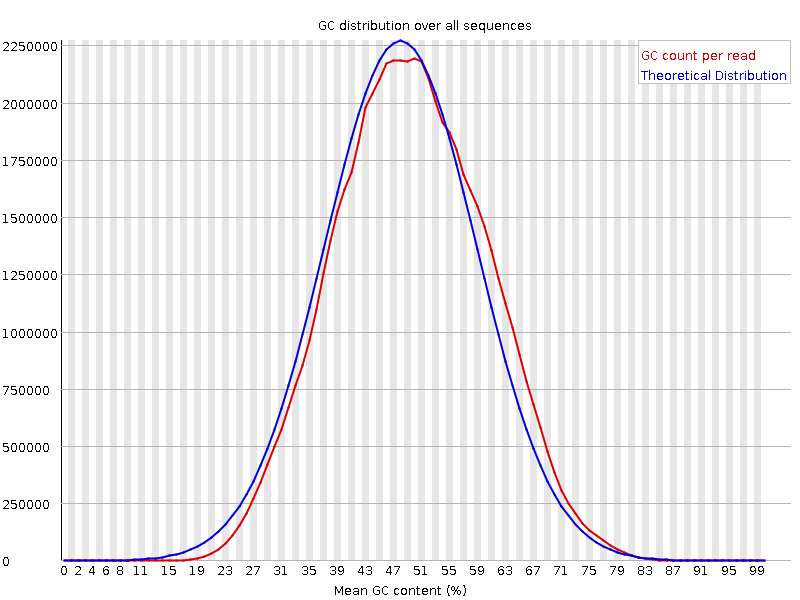 GC distribution over all sequences
GC count per read
Theoretical Distribution
2250000
2000000
1750000
1500000
1250000
1000000
750000
500000
250000
0
0 2 4 6 8 11 15 19 23 27 31 35 39 43 47 51 55 59 63 67 71 75 79 83 87 91 95 99
Mean GC content (%)